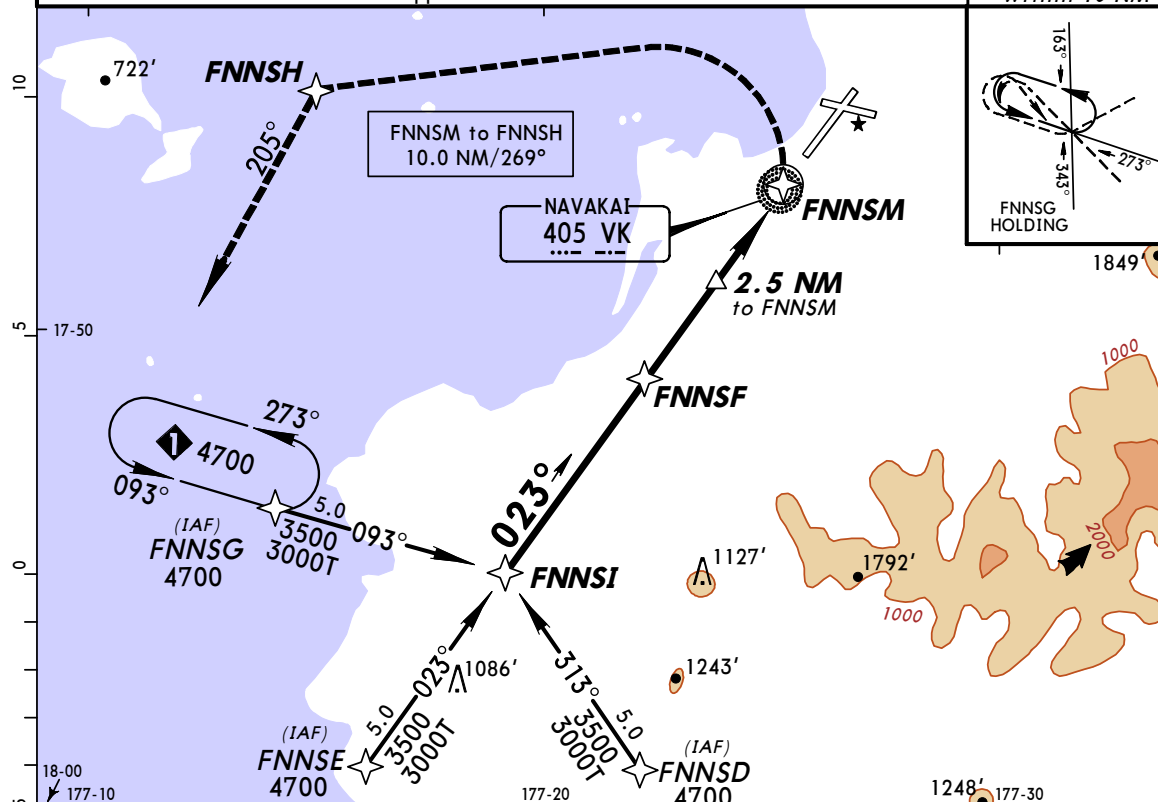 10
722'
FNNSH
205°
FNNSM to FNNSH
10.0 NM/269°
NAVAKAI
405 VK
FNNSM
2.5 NM
to FNNSM
163°
273°
343°
FNNSG
HOLDING
1849'
5
17-50
FNNSF
1000
273°
1
4700
093°
5.0
093°
3500
3000T
(IAF)
FNNSG
4700
023°
0
FNNSI
1127'
1792'
2000
1000
1086'
1243'
023°
5.0
3500
3000T
313°
5.0
3500
3000T
(IAF)
FNNSE
4700
(IAF)
FNNSD
4700
18-00
177-10
177-20
1248'
177-30